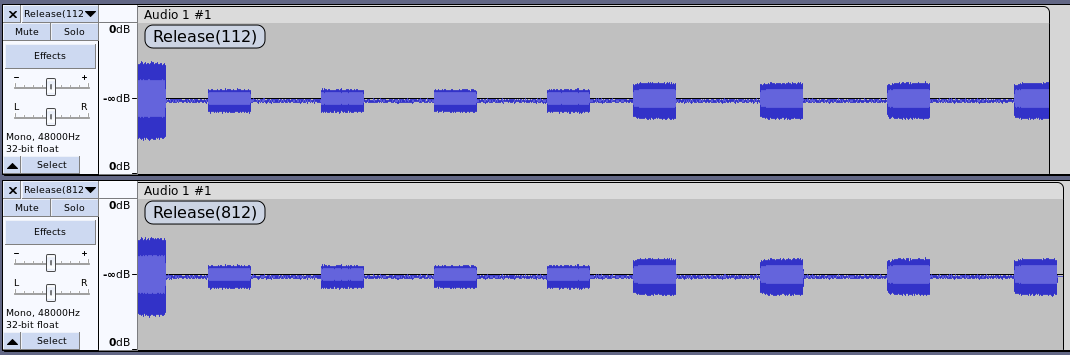 Release(112
Audio 1 #1
Mute Solo
0dB
Release(112)
Effects
- +
L R
-∞dB
Mono, 48000Hz
32-bit float
Select
0dB
Release(812
Audio 1 #1
Mute Solo
0dB
Release(812)
Effects
- +
L R
-∞dB
Mono, 48000Hz
32-bit float
Select
0dB